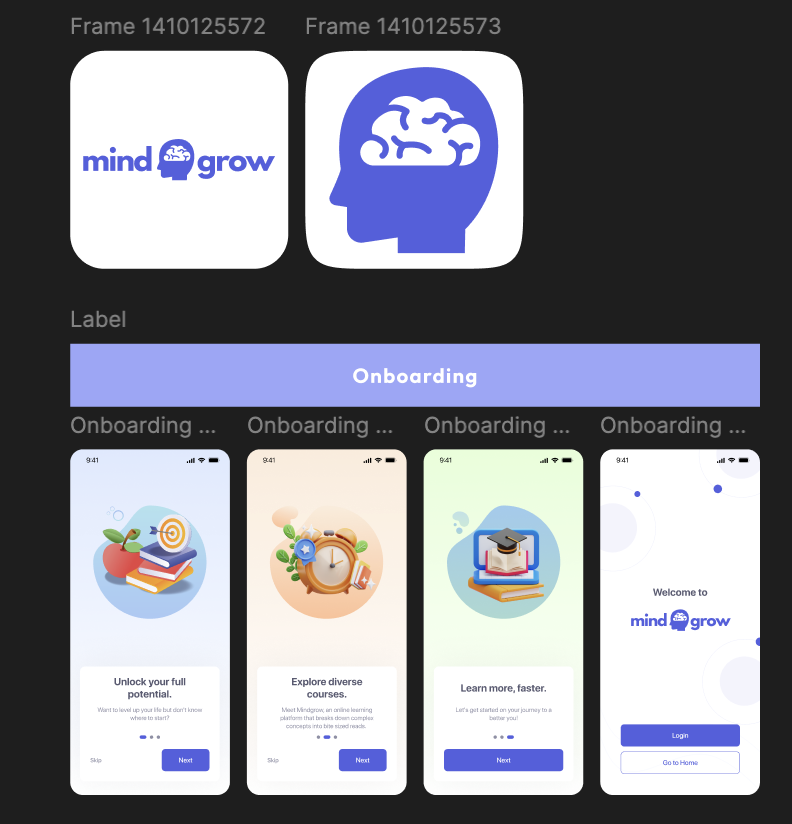 Frame 1410125572
Frame 1410125573
mind grow
Label
Onboarding
Onboarding ...
Onboarding ...
Onboarding ...
Onboarding ...
9:41
Unlock your full
potential.
Want to level up your life but don't know
where to start?
Skip
Next
9:41
Explore diverse
courses.
Meet Mindgrow, an online learning
platform that breaks down complex
concepts into bite sized reads.
Skip
Next
9:41
Learn more, faster.
Let's get started on your journey to a
better you!
Next
9:41
Welcome to
mind grow
Login
Go to Home